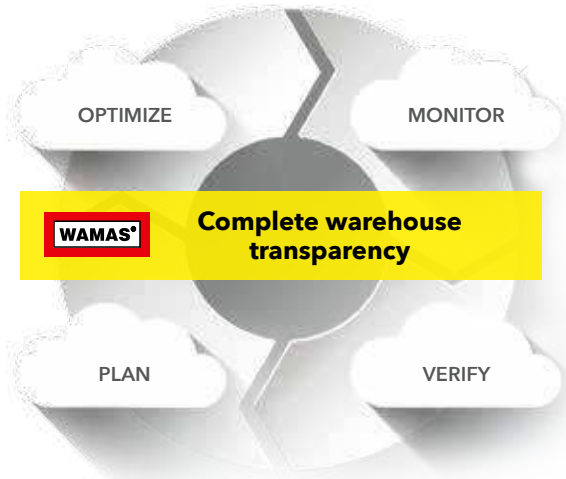 OPTIMIZE
MONITOR
WAMAS®
Complete warehouse
transparency
PLAN
VERIFY